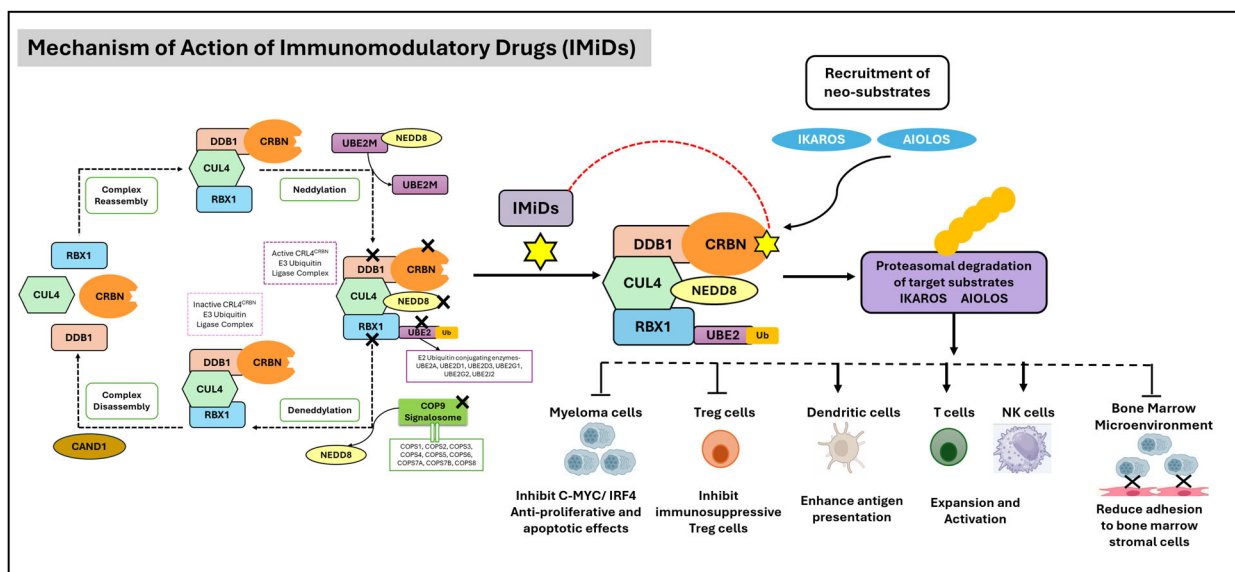 Mechanism of Action of Immunomodulatory Drugs (IMiDs)
DDB1
CRBN
CUL4
RBX1
UBE2M
NEDD8
UBE2M
Complex
Reassembly
Neddylation
RBX1
CUL4
CRBN
DDB1
Active CRL4CRBN
E3 Ubiquitin
Ligase Complex
Inactive CRL4CRBN
E3 Ubiquitin
Ligase Complex
DDB1
CRBN
CUL4
NEDD8
RBX1
UBE2
Ub
E2 Ubiquitin conjugating enzymes-
UBE2A, UBE2D1, UBE2D3, UBE2G1,
UBE2G2, UBE2J2
DDB1
CRBN
CUL4
RBX1
Complex
Disassembly
Deneddylation
CAND1
COP9
Signalosome
NEDD8
COPS1, COPS2, COPS3,
COPS4, COPS5, COPS6,
COPS7A, COPS7B, COPS8
IMiDs
Recruitment of
neo-substrates
IKAROS
AIOLOS
DDB1
CRBN
CUL4
NEDD8
RBX1
UBE2
Ub
Proteasomal degradation
of target substrates
IKAROS AIOLOS
Myeloma cells
Inhibit C-MYC/ IRF4
Anti-proliferative and
apoptotic effects
Treg cells
Inhibit
immunosuppressive
Treg cells
Dendritic cells
Enhance antigen
presentation
T cells
NK cells
Expansion and
Activation
Bone Marrow
Microenvironment
Reduce adhesion
to bone marrow
stromal cells